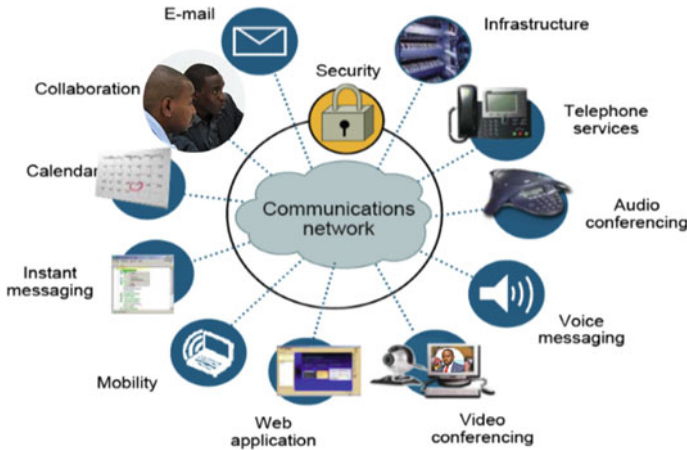 E-mail
Infrastructure
Security
Collaboration
Telephone
services
Calendar
Communications
network
Audio
conferencing
Instant
messaging
Voice
messaging
Mobility
Web
application
Video
conferencing